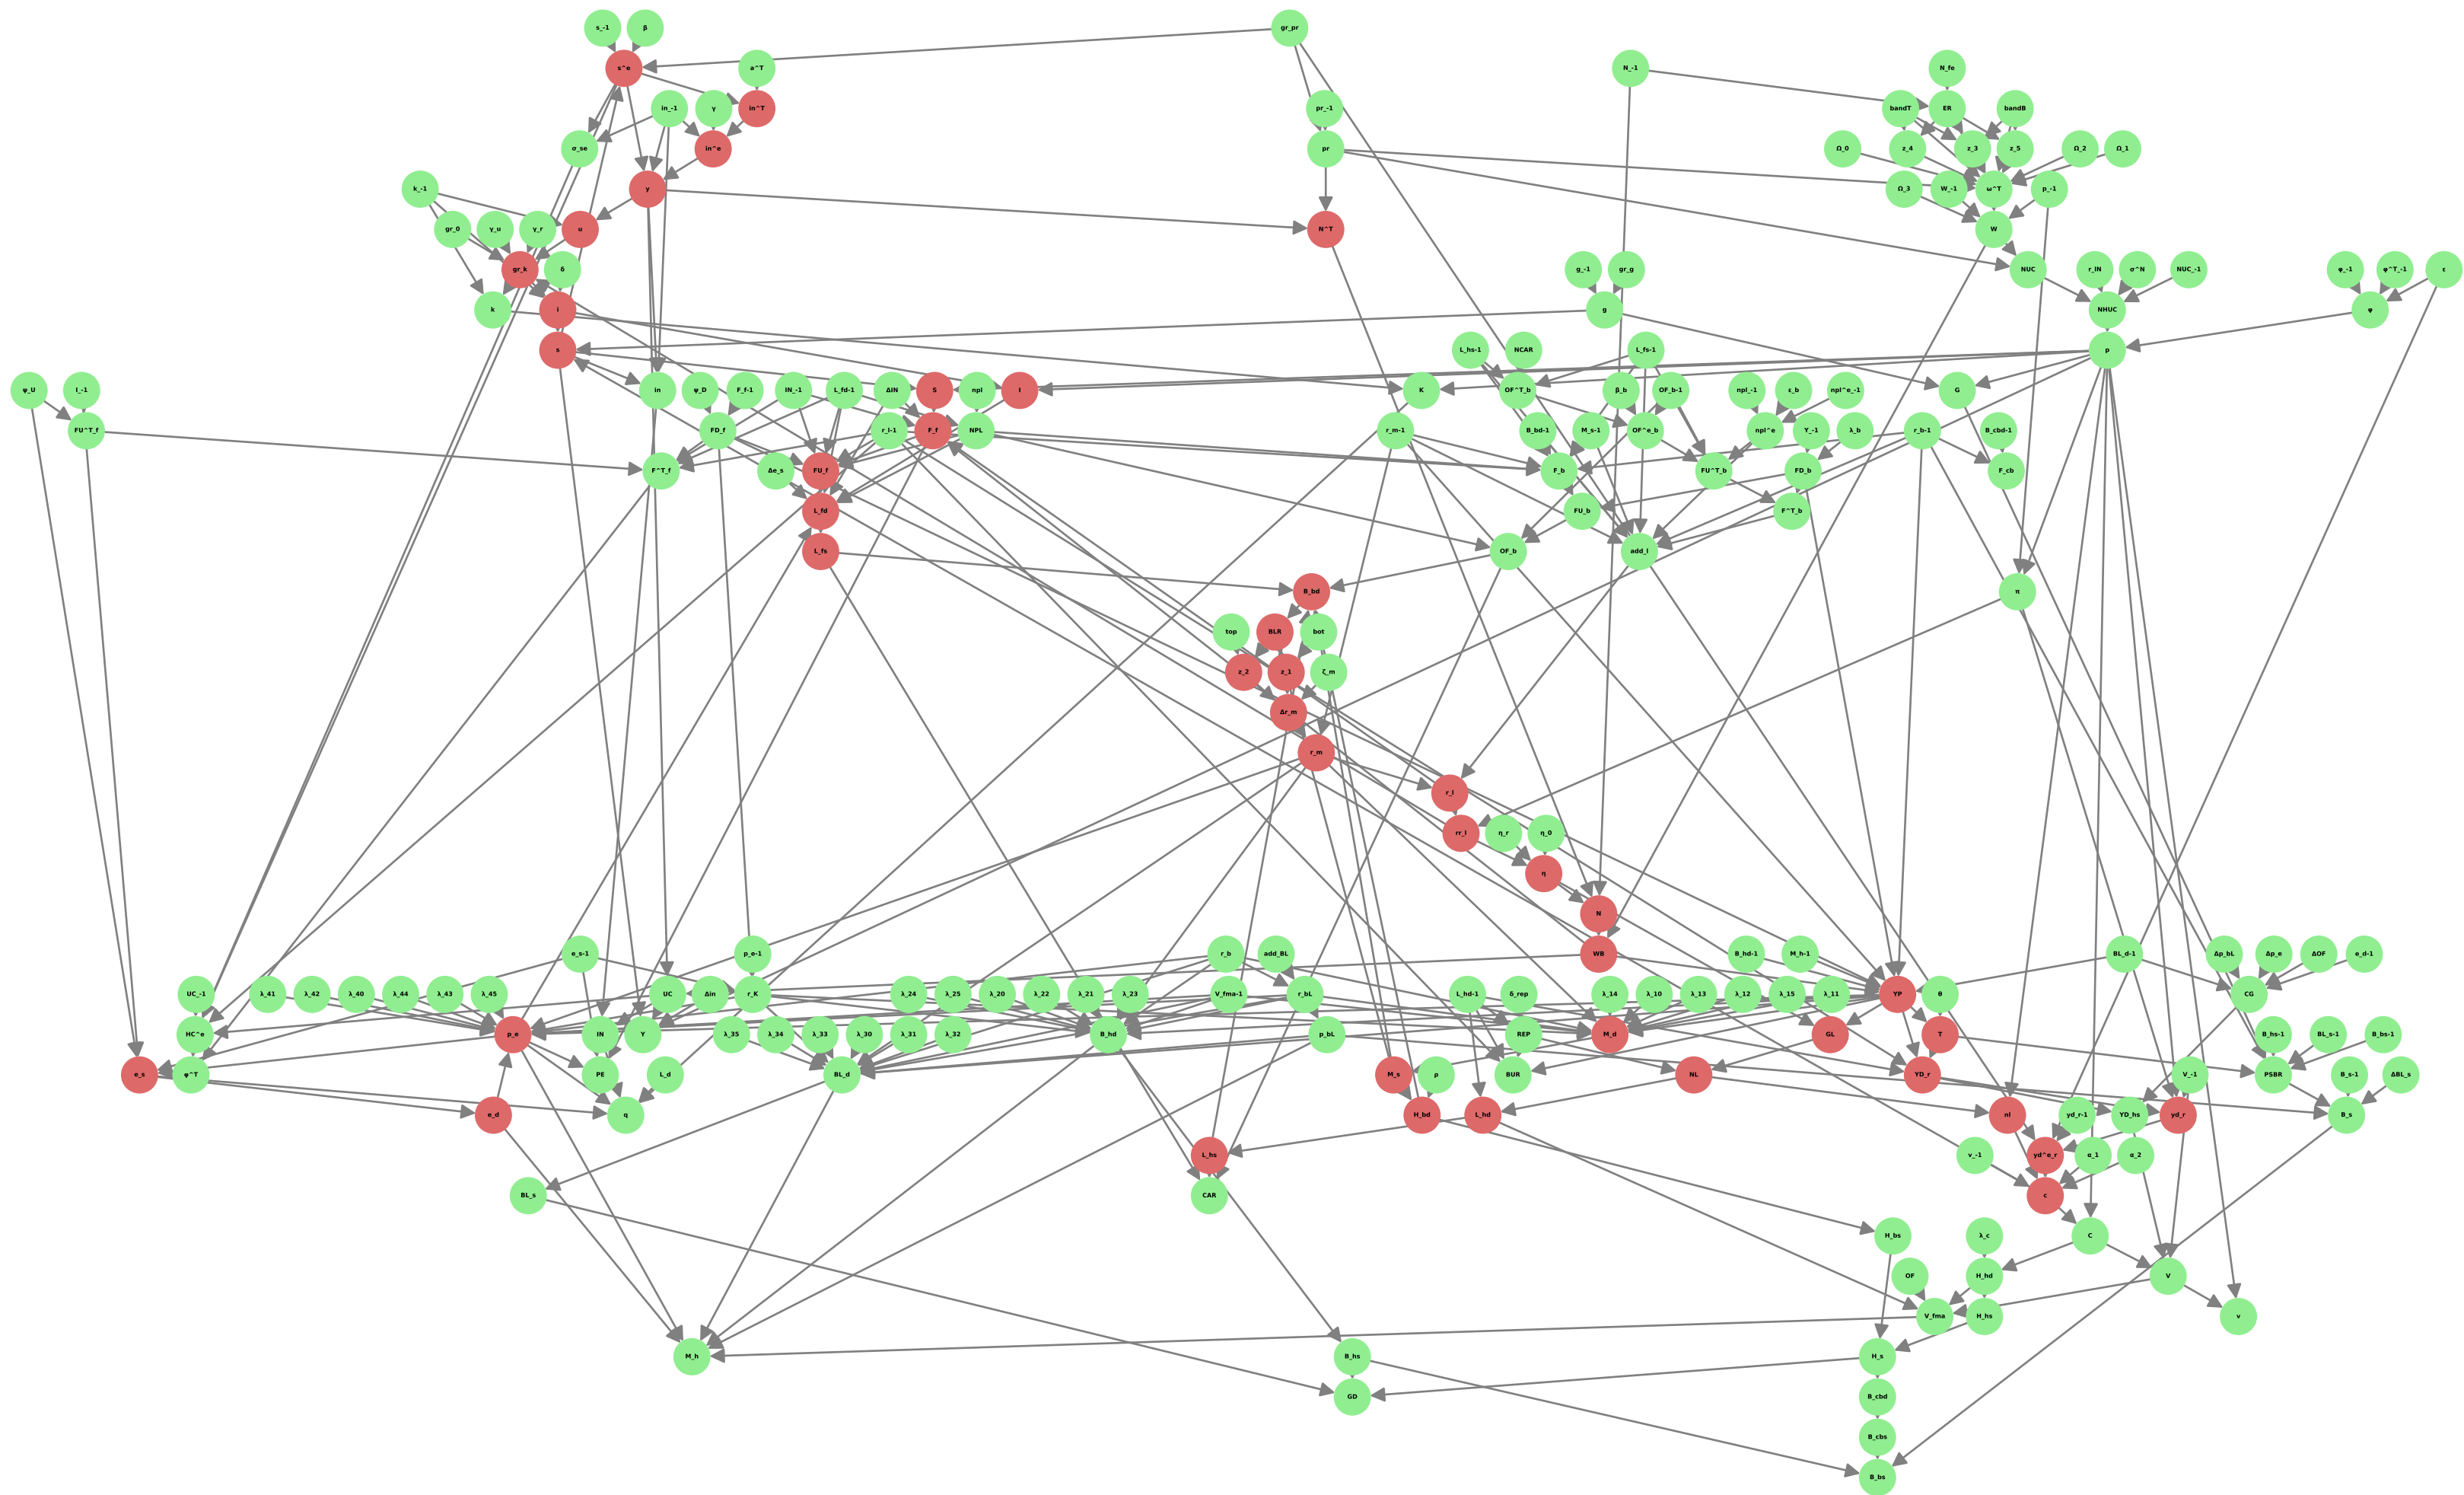 s_-1 β gr_pr
s^e a^T N_-1 N_fe
in_-1 γ in^T pr_-1 bandT ER bandB
σ_se in^e pr Ω_0 z_4 z_3 z_5 Ω_2 Ω_1
k_-1 y Ω_3 W_-1 ω^T p_-1
gr_0 γ_u γ_r u N^T W
gr_k δ g_-1 gr_g NUC r_lN σ^N NUC_-1 φ_-1 φ^T_-1 ε
k i g NHUC φ
s L_hs-1 NCAR L_fs-1 p
ψ_U I_-1 in ψ_D F_f-1 IN_-1 L_fd-1 ΔIN S npl I K OF^T_b β_b OF_b-1 npl_-1 ε_b npl^e_-1 G
FU^T_f FD_f r_l-1 F_f NPL r_m-1 B_bd-1 M_s-1 OF^e_b npl^e Y_-1 λ_b r_b-1 B_cbd-1
F^T_f Δe_s FU_f F_b FU^T_b FD_b F_cb
L_fd FU_b F^T_b
L_fs OF_b add_l
B_bd π
top BLR bot
z_2 z_1 ζ_m
Δr_m
r_m
r_l
rr_l η_r η_0
η
N
e_s-1 p_e-1 r_b add_BL WB B_hd-1 M_h-1 BL_d-1 Δp_bL Δp_e ΔOF e_d-1
UC_-1 λ_41 λ_42 λ_40 λ_44 λ_43 λ_45 UC Δin r_K λ_24 λ_25 λ_20 λ_22 λ_21 λ_23 V_fma-1 r_bL L_hd-1 δ_rep λ_14 λ_10 λ_13 λ_12 λ_15 λ_11 YP θ CG
HC^e p_e IN Y λ_35 λ_34 λ_33 λ_30 λ_31 λ_32 B_hd p_bL REP M_d GL T B_hs-1 BL_s-1 B_bs-1
e_s φ^T PE L_d BL_d M_s ρ BUR NL YD_r V_-1 PSBR B_s-1 ΔBL_s
e_d q H_bd L_hd nl yd_r-1 YD_hs yd_r B_s
L_hs v_-1 yd^e_r α_1 α_2
BL_s CAR c
H_bs λ_c C
OF H_hd V
V_fma H_hs v
M_h B_hs H_s
GD B_cbd
B_cbs
B_bs